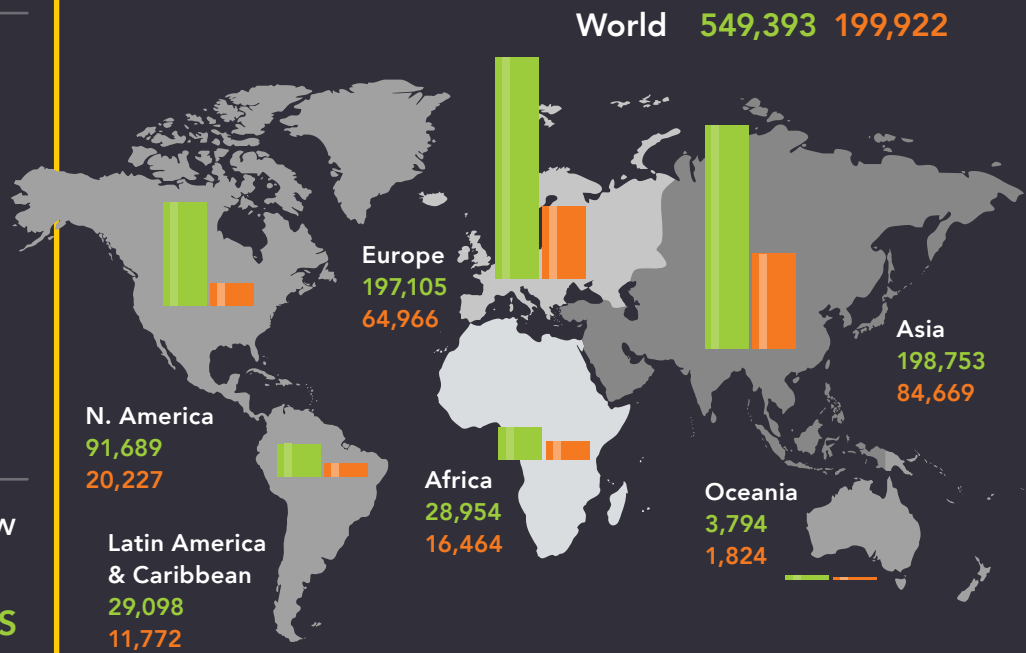 World 549,393 199,922
Europe
197,105
64,966
Asia
198,753
84,669
N. America
91,689
20,227
Africa
28,954
16,464
Oceania
3,794
1,824
Latin America
& Caribbean
29,098
11,772